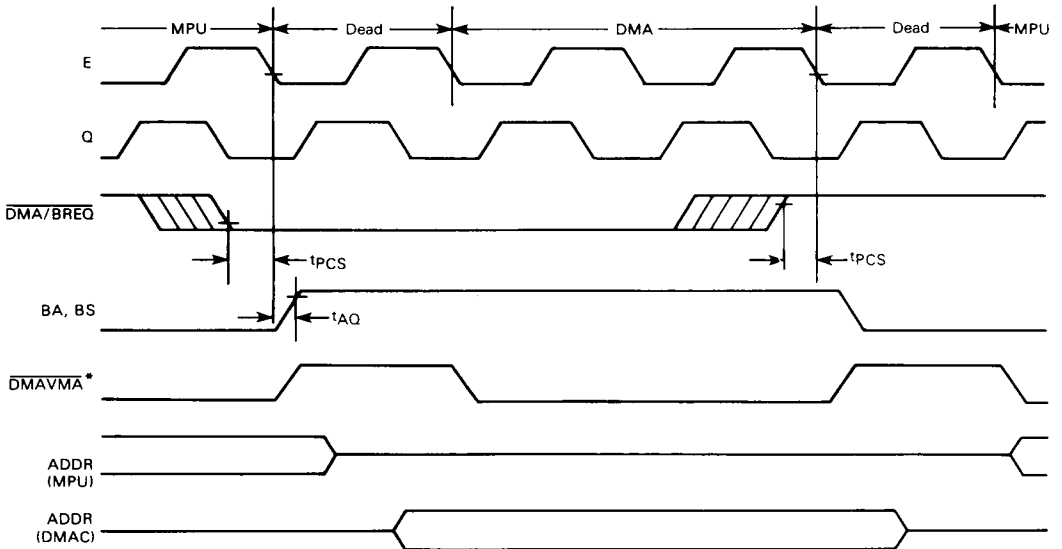 MPU Dead DMA Dead MPU
E
Q
DMA/BREQ
tPCS tPCS
BA, BS
tAQ
DMAVMA*
ADDR
(MPU)
ADDR
(DMAC)